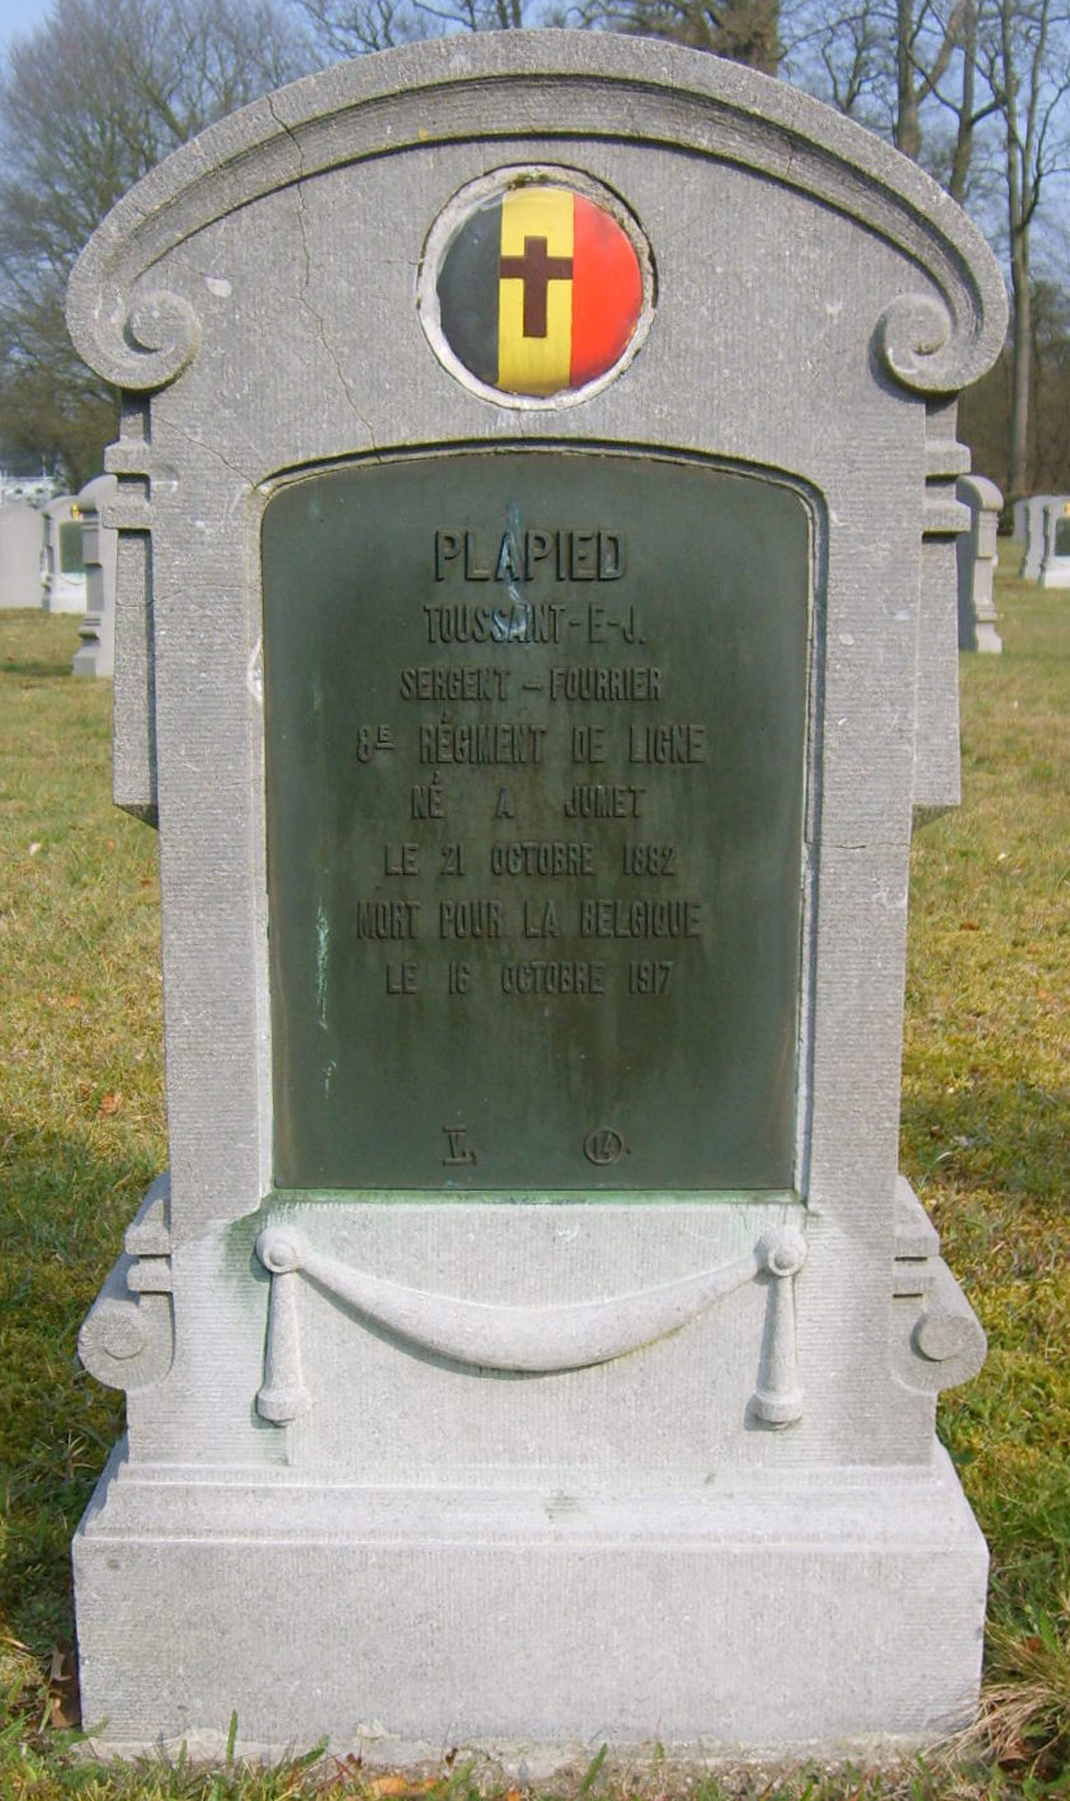 PLAPIED
TOUSSAINT-E-J.
SERGENT - FOURRIER
8E RÉGIMENT DE LIGNE
NÉ A JUMET
LE 21 OCTOBRE 1882
MORT POUR LA BELGIQUE
LE 16 OCTOBRE 1917
V. 14.